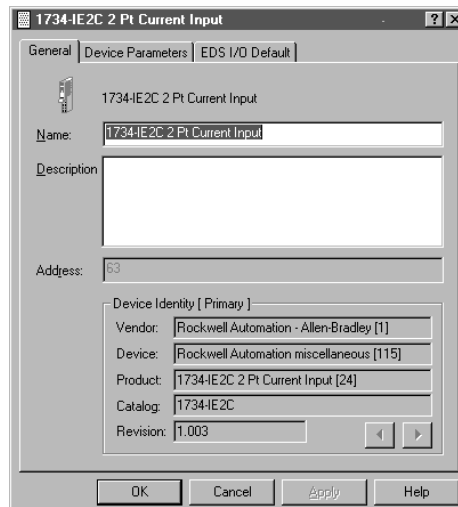 1734-IE2C 2 Pt Current Input
General
Device Parameters
EDS I/O Default
1734-IE2C 2 Pt Current Input
Name: 1734-IE2C 2 Pt Current Input
Description
Address: 63
Device Identity [ Primary ]
Vendor: Rockwell Automation - Allen-Bradley [1]
Device: Rockwell Automation miscellaneous [115]
Product: 1734-IE2C 2 Pt Current Input [24]
Catalog: 1734-IE2C
Revision: 1.003
OK Cancel Apply Help